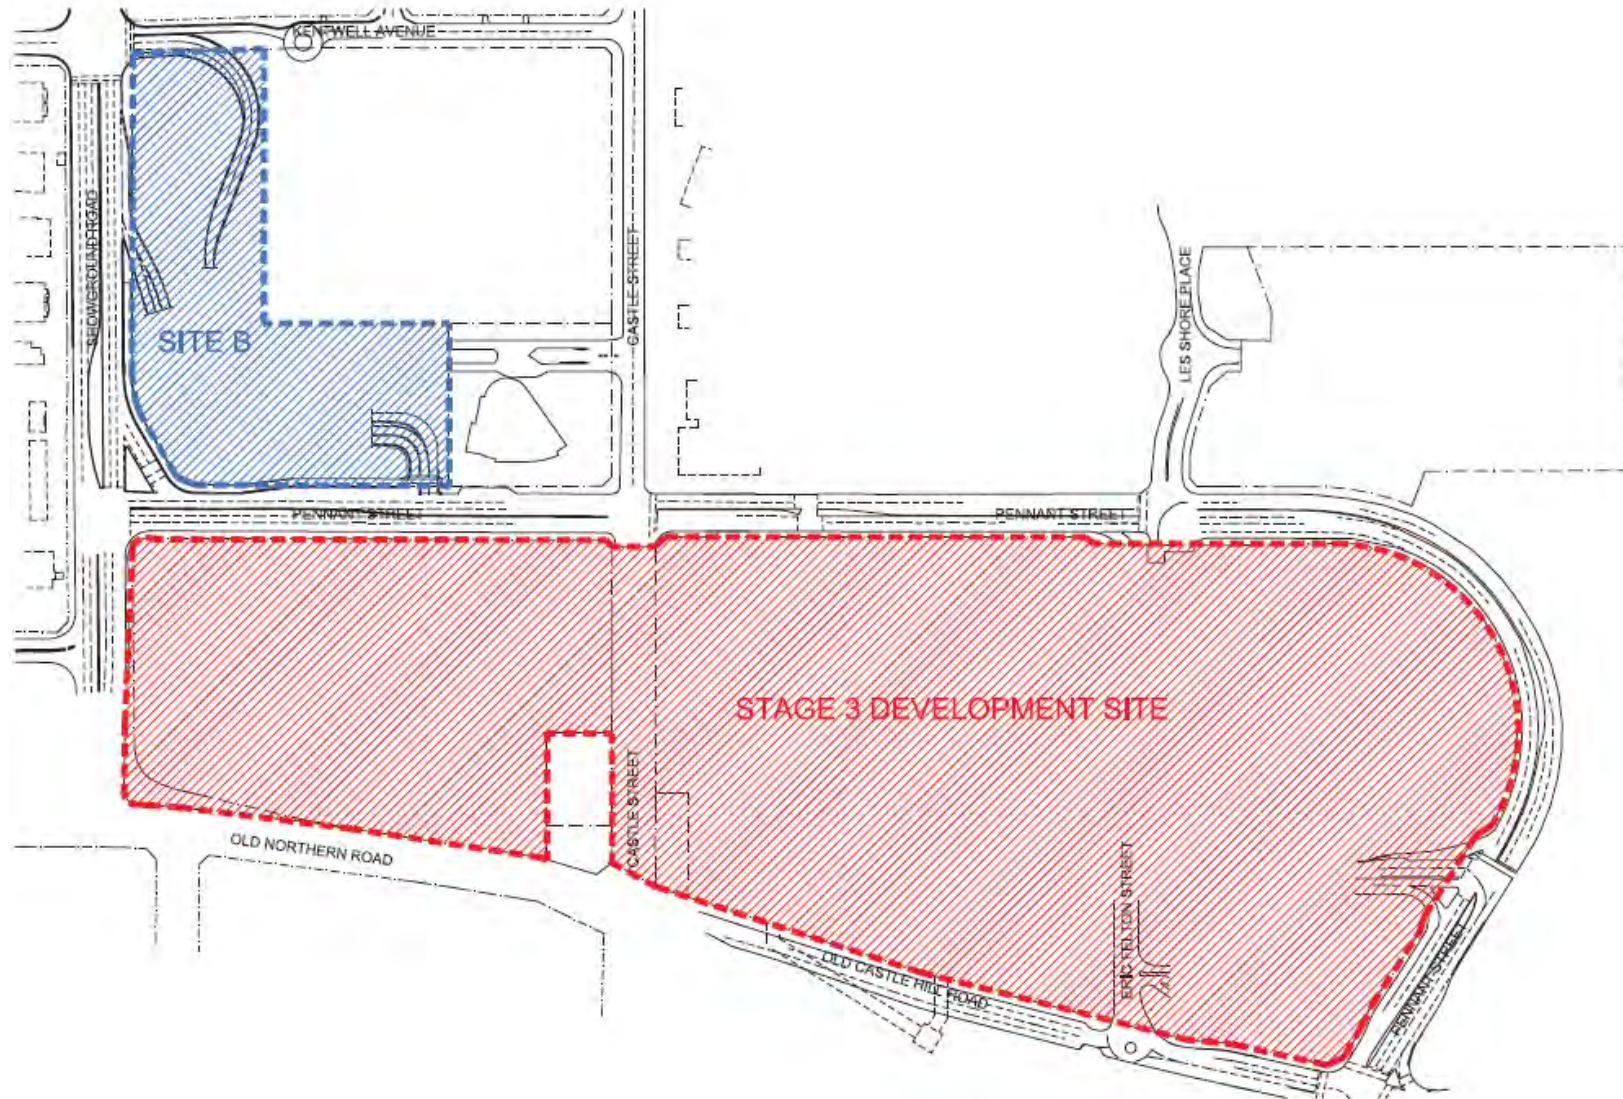 KENTWELL AVENUE
SHOWGROUND ROAD
CASTLE STREET
LES SHORE PLACE
SITE B
PENNANT STREET
PENNANT STREET
STAGE 3 DEVELOPMENT SITE
CASTLE STREET
OLD NORTHERN ROAD
ERIC FELTON STREET
OLD CASTLE HILL ROAD
PENNANT STREET